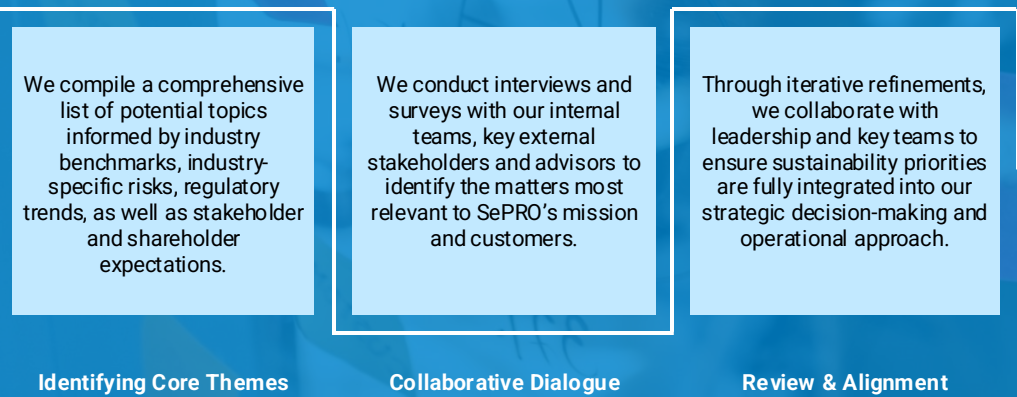 We compile a comprehensive
list of potential topics
informed by industry
benchmarks, industry-
specific risks, regulatory
trends, as well as stakeholder
and shareholder
expectations.
We conduct interviews and
surveys with our internal
teams, key external
stakeholders and advisors to
identify the matters most
relevant to SePRO’s mission
and customers.
Through iterative refinements,
we collaborate with
leadership and key teams to
ensure sustainability priorities
are fully integrated into our
strategic decision-making and
operational approach.
Identifying Core Themes
Collaborative Dialogue
Review & Alignment